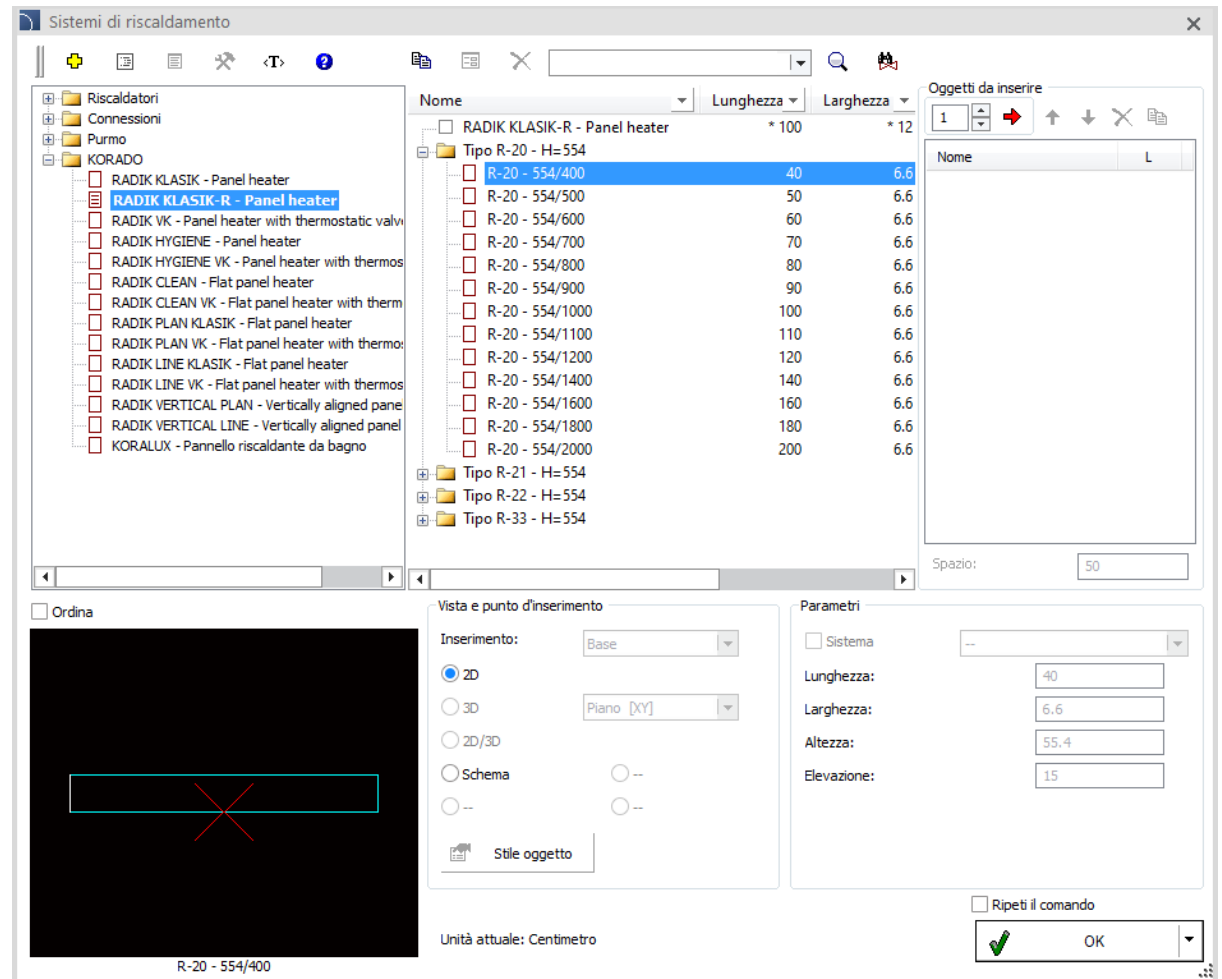 Sistemi di riscaldamento
<T>
Riscaldatori
Connessioni
Purmo
KORADO
RADIK KLASIK - Panel heater
RADIK KLASIK-R - Panel heater
RADIK VK - Panel heater with thermostatic valv
RADIK HYGIENE - Panel heater
RADIK HYGIENE VK - Panel heater with thermos
RADIK CLEAN - Flat panel heater
RADIK CLEAN VK - Flat panel heater with therm
RADIK PLAN KLASIK - Flat panel heater
RADIK PLAN VK - Flat panel heater with thermo
RADIK LINE KLASIK - Flat panel heater
RADIK LINE VK - Flat panel heater with thermos
RADIK VERTICAL PLAN - Vertically aligned pane
RADIK VERTICAL LINE - Vertically aligned panel
KORALUX - Pannello riscaldante da bagno
Nome Lunghezza Larghezza
RADIK KLASIK-R - Panel heater * 100 * 12
Tipo R-20 - H=554
R-20 - 554/400 40 6.6
R-20 - 554/500 50 6.6
R-20 - 554/600 60 6.6
R-20 - 554/700 70 6.6
R-20 - 554/800 80 6.6
R-20 - 554/900 90 6.6
R-20 - 554/1000 100 6.6
R-20 - 554/1100 110 6.6
R-20 - 554/1200 120 6.6
R-20 - 554/1400 140 6.6
R-20 - 554/1600 160 6.6
R-20 - 554/1800 180 6.6
R-20 - 554/2000 200 6.6
Tipo R-21 - H=554
Tipo R-22 - H=554
Tipo R-33 - H=554
Oggetti da inserire
1
Nome L
Spazio: 50
Ordina
R-20 - 554/400
Vista e punto d'inserimento
Inserimento: Base
2D
3D Piano [XY]
2D/3D
Schema --
-- --
Stile oggetto
Unità attuale: Centimetro
Parametri
Sistema --
Lunghezza: 40
Larghezza: 6.6
Altezza: 55.4
Elevazione: 15
Ripeti il comando
OK